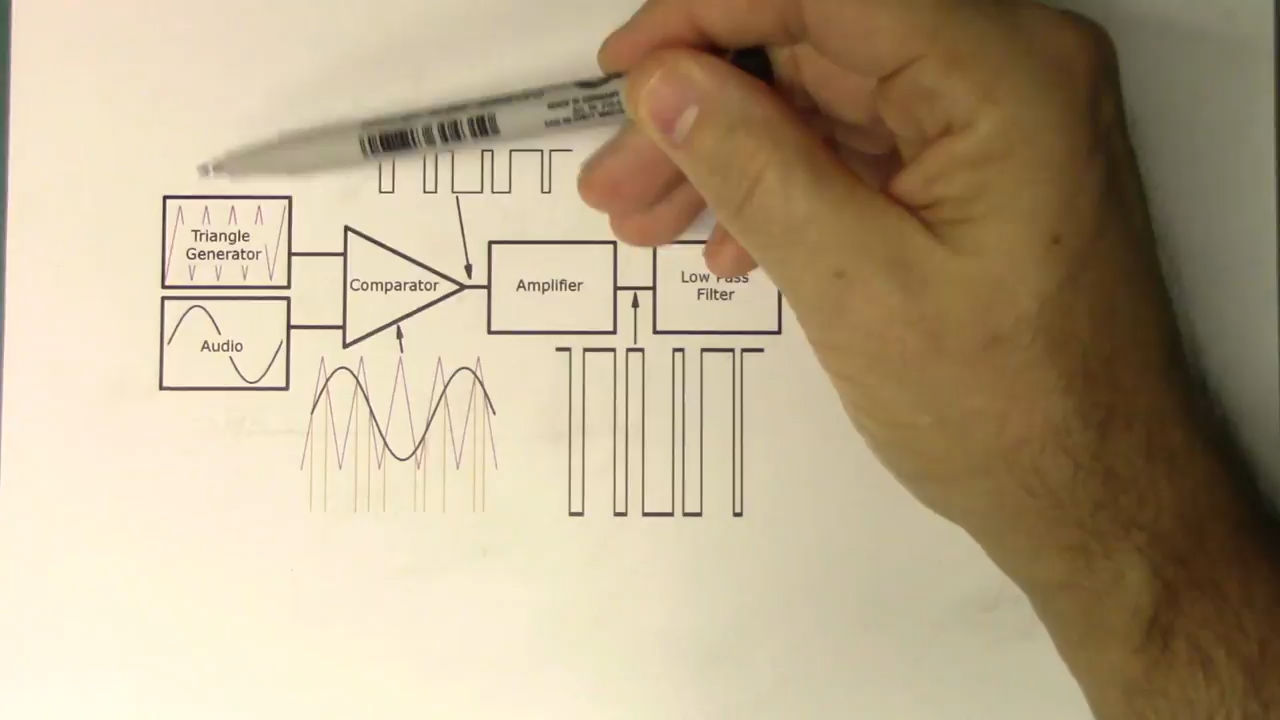 Triangle
Generator
Comparator
Amplifier
Low Pass
Filter
Audio